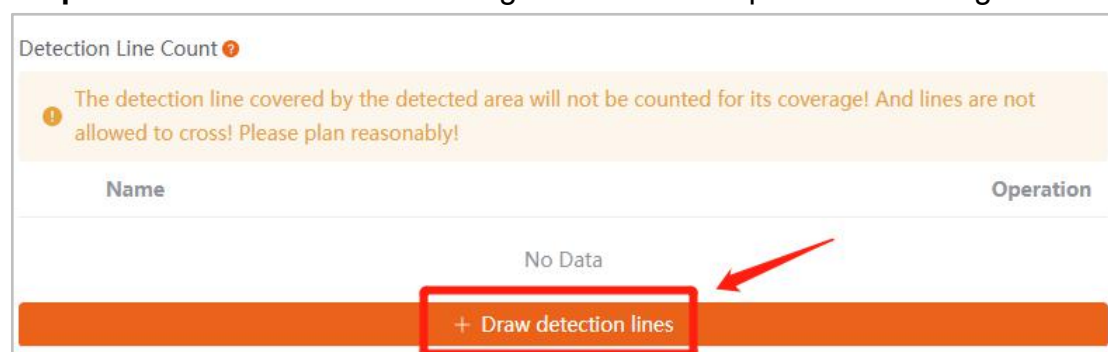 Detection Line Count ?
The detection line covered by the detected area will not be counted for its coverage! And lines are not
allowed to cross! Please plan reasonably!
Name Operation
No Data
+ Draw detection lines